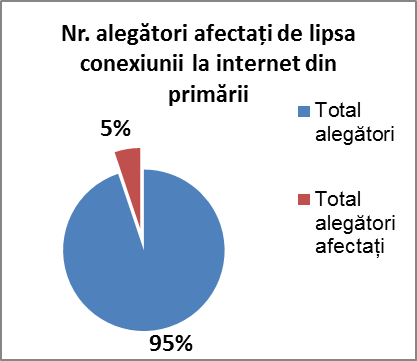 Nr. alegători afectați de lipsa
conexiunii la internet din
primării
5%
95%
Total
alegători
Total
alegători
afectați